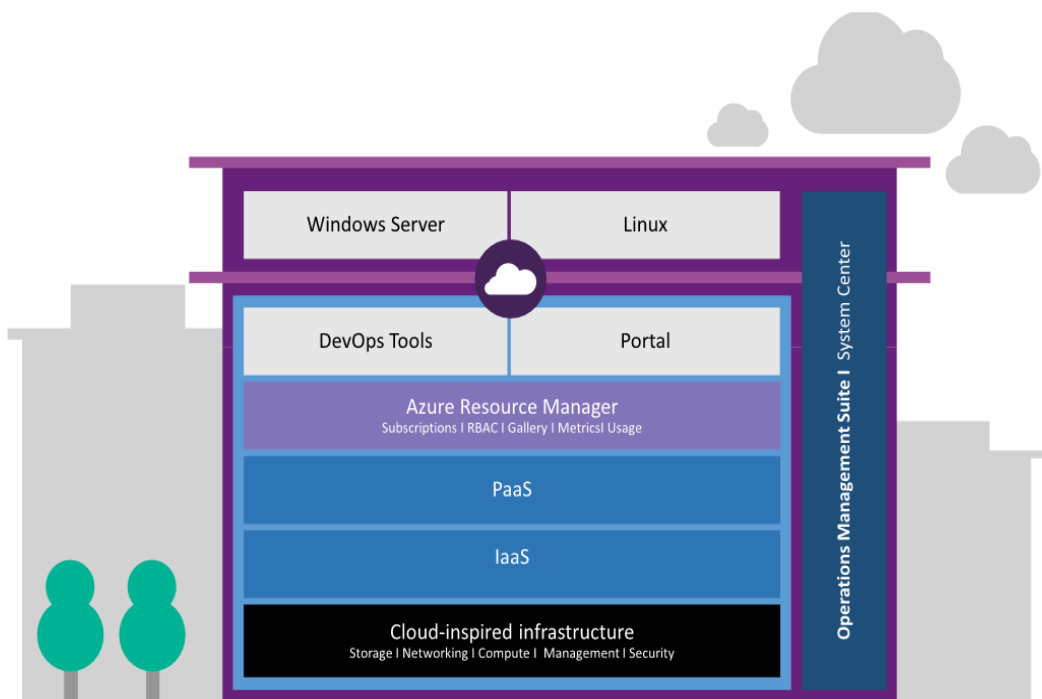 Windows Server
Linux
DevOps Tools
Portal
Azure Resource Manager
Subscriptions I RBAC I Gallery I MetricsI Usage
PaaS
IaaS
Cloud-inspired infrastructure
Storage I Networking I Compute I Management I Security
Operations Management Suite I System Center